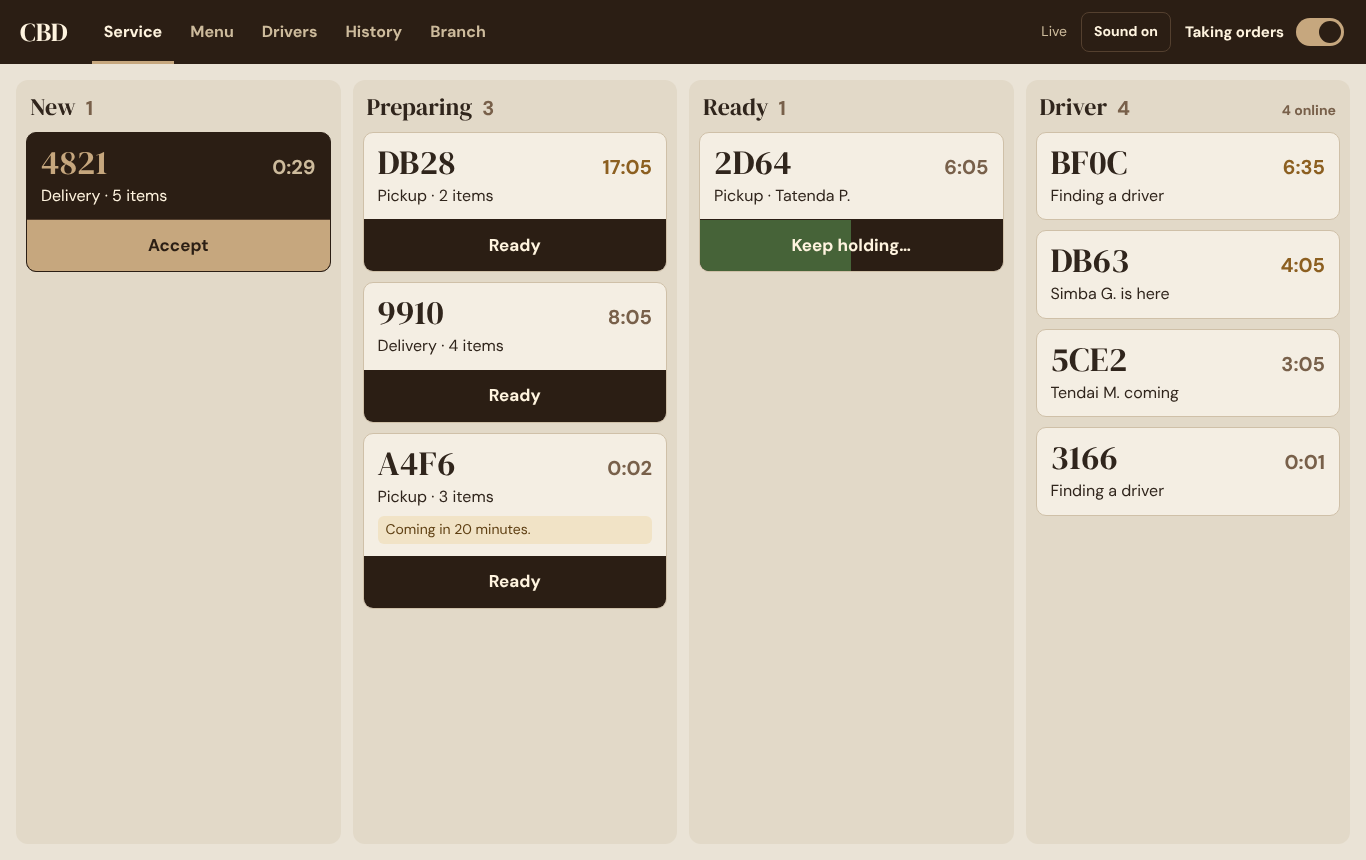 CBD Service Menu Drivers History Branch Live Sound on Taking orders
New 1
4821 0:29
Delivery · 5 items
Accept
Preparing 3
DB28 17:05
Pickup · 2 items
Ready
9910 8:05
Delivery · 4 items
Ready
A4F6 0:02
Pickup · 3 items
Coming in 20 minutes.
Ready
Ready 1
2D64 6:05
Pickup · Tatenda P.
Keep holding…
Driver 4 4 online
BF0C 6:35
Finding a driver
DB63 4:05
Simba G. is here
5CE2 3:05
Tendai M. coming
3166 0:01
Finding a driver